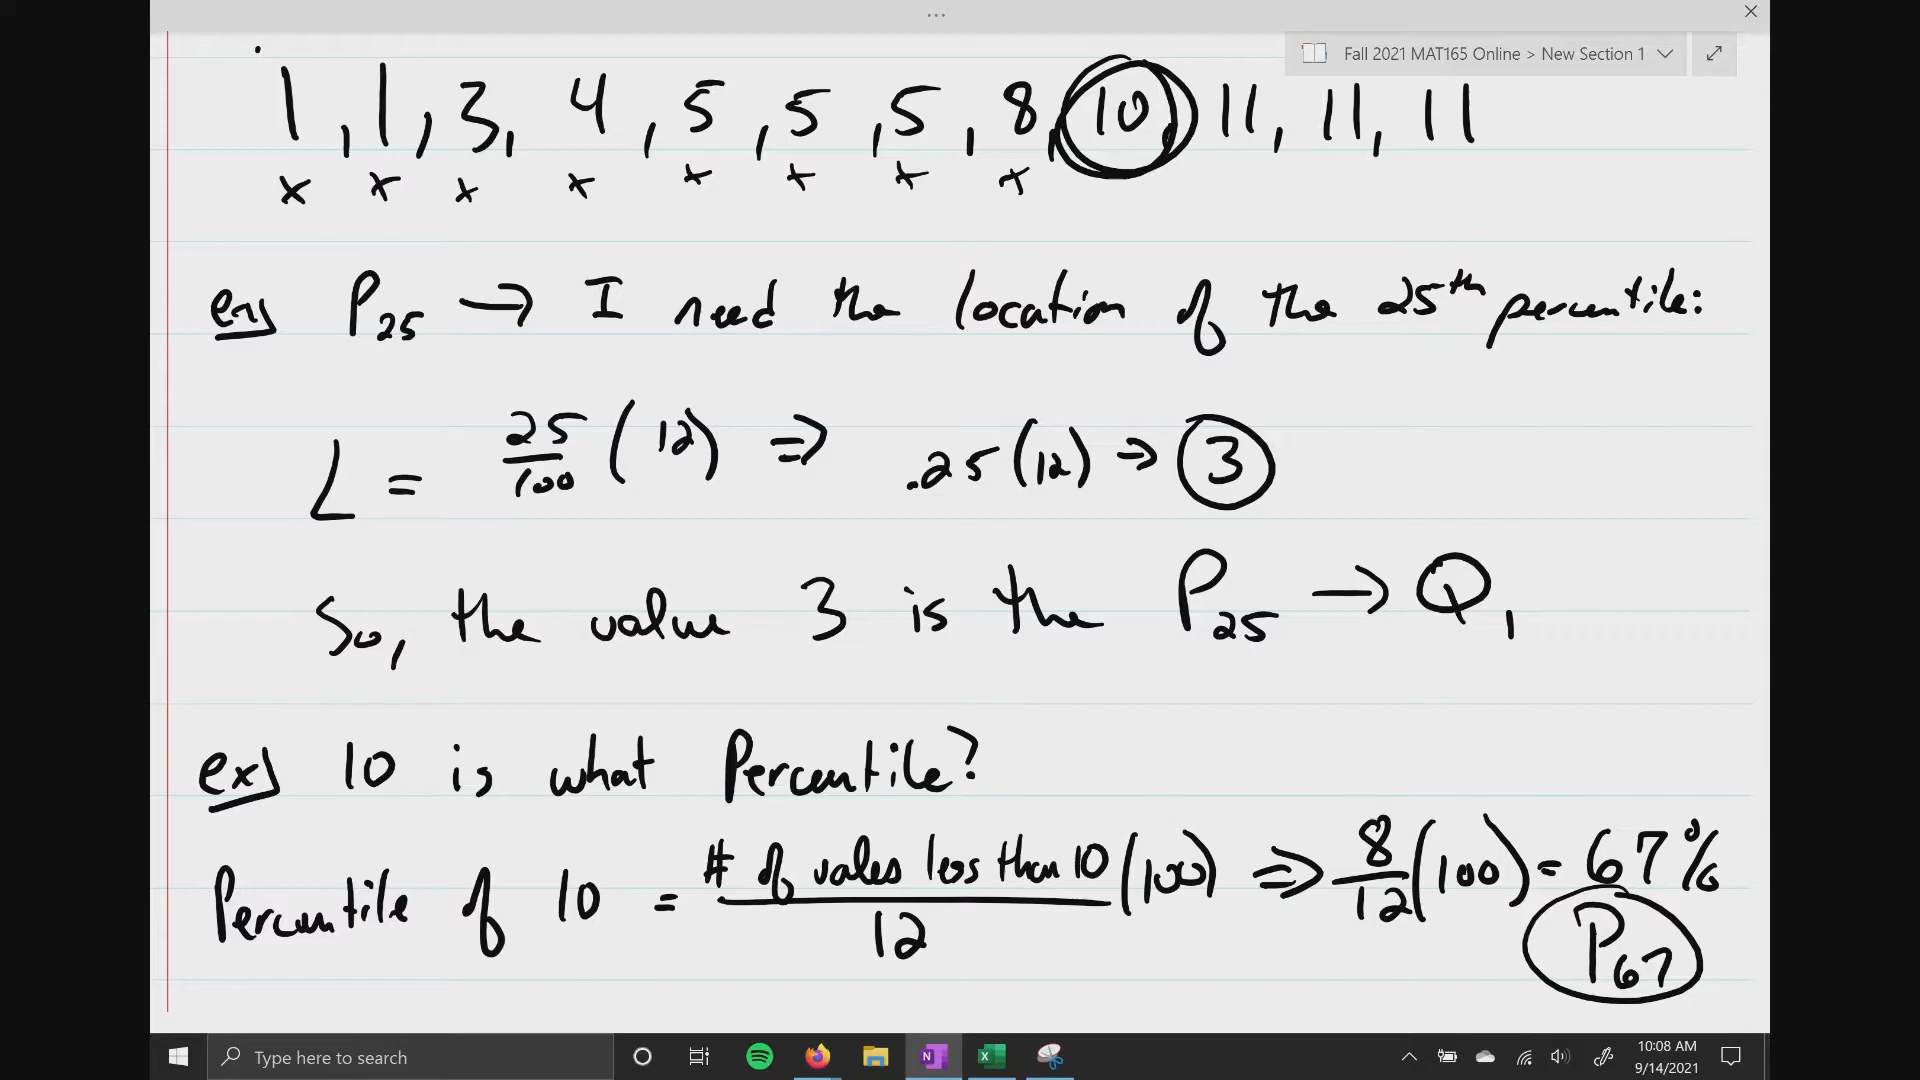 Fall 2021 MAT165 Online > New Section 1
1, 1, 3, 4, 5, 5, 5, 8, 10, 11, 11, 11
x x x x x x x x
ex) P25 → I need the location of the 25th percentile:
L = 25/100 (12) ⇒ .25(12) → 3
So, the value 3 is the P25 → Q1
ex) 10 is what Percentile?
Percentile of 10 = # of vales less than 10 / 12 (100) ⇒ 8/12 (100) = 67%
P67
Type here to search
10:08 AM
9/14/2021